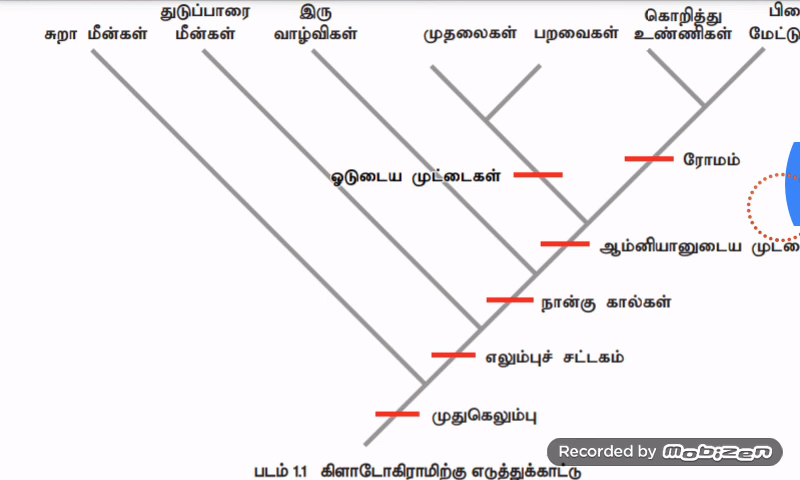 சுறா மீன்கள்
துடுப்பாரை
மீன்கள்
இரு
வாழ்விகள்
முதலைகள்
பறவைகள்
கொறித்து
உண்ணிகள்
ரோமம்
ஓடுடைய முட்டைகள்
ஆம்னியானுடைய
நான்கு கால்கள்
எலும்புச் சட்டகம்
முதுகெலும்பு
Recorded by mobizen
படம் 1.1 கிளாடோகிராமிற்கு எடுத்துக்காட்டு